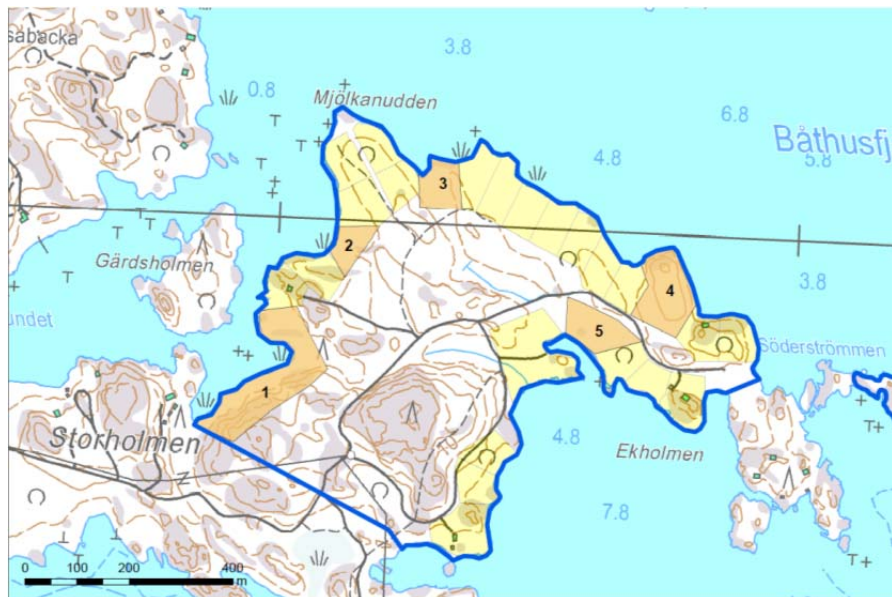 sabacka
3.8
0.8
Mjölkanudden
6.8
Båthusfj
5.8
4.8
3
2
Gärdsholmen
3.8
4
undet
5
Söderströmmen
1
Storholmen
4.8
Ekholmen
Z
7.8
0 100 200 400
m